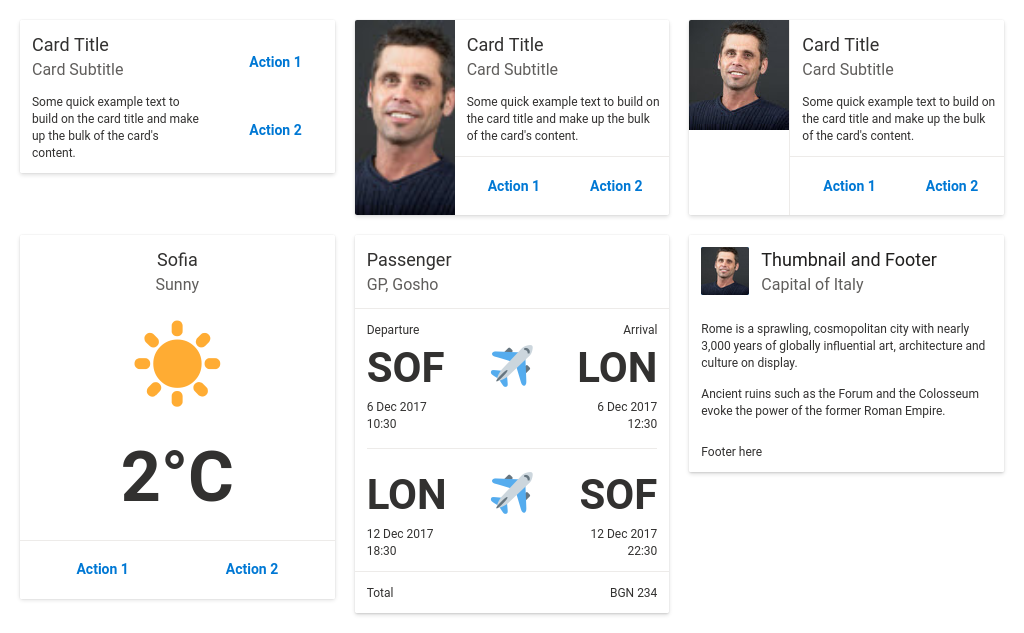 Card Title
Card Subtitle
Some quick example text to
build on the card title and make
up the bulk of the card's
content.
Action 1
Action 2
Card Title
Card Subtitle
Some quick example text to build on
the card title and make up the bulk
of the card's content.
Action 1 Action 2
Card Title
Card Subtitle
Some quick example text to build on
the card title and make up the bulk
of the card's content.
Action 1 Action 2
Sofia
Sunny
2°C
Action 1 Action 2
Passenger
GP, Gosho
Departure Arrival
SOF LON
6 Dec 2017 6 Dec 2017
10:30 12:30
LON SOF
12 Dec 2017 12 Dec 2017
18:30 22:30
Total BGN 234
Thumbnail and Footer
Capital of Italy
Rome is a sprawling, cosmopolitan city with nearly
3,000 years of globally influential art, architecture and
culture on display.
Ancient ruins such as the Forum and the Colosseum
evoke the power of the former Roman Empire.
Footer here